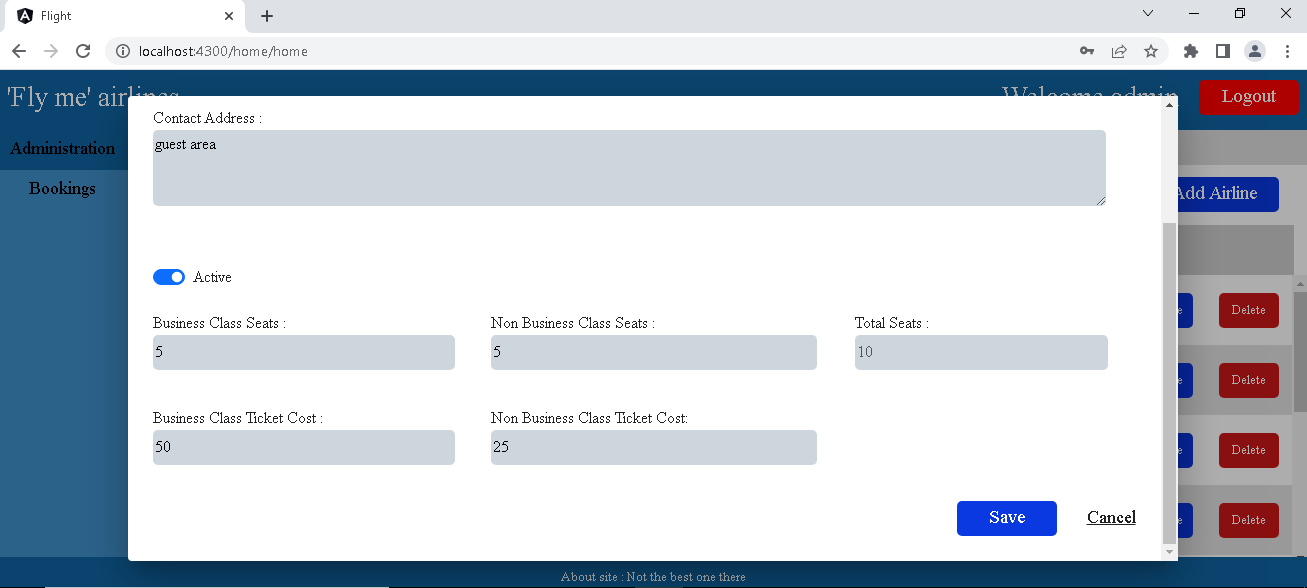 Flight
localhost:4300/home/home
'Fly me' airlines
Welcome admin
Logout
Administration
Bookings
Add Airline
Contact Address :
guest area
Active
Business Class Seats :
Non Business Class Seats :
Total Seats :
5
5
10
Business Class Ticket Cost :
Non Business Class Ticket Cost:
50
25
Save
Cancel
Delete
Delete
Delete
Delete
About site : Not the best one there